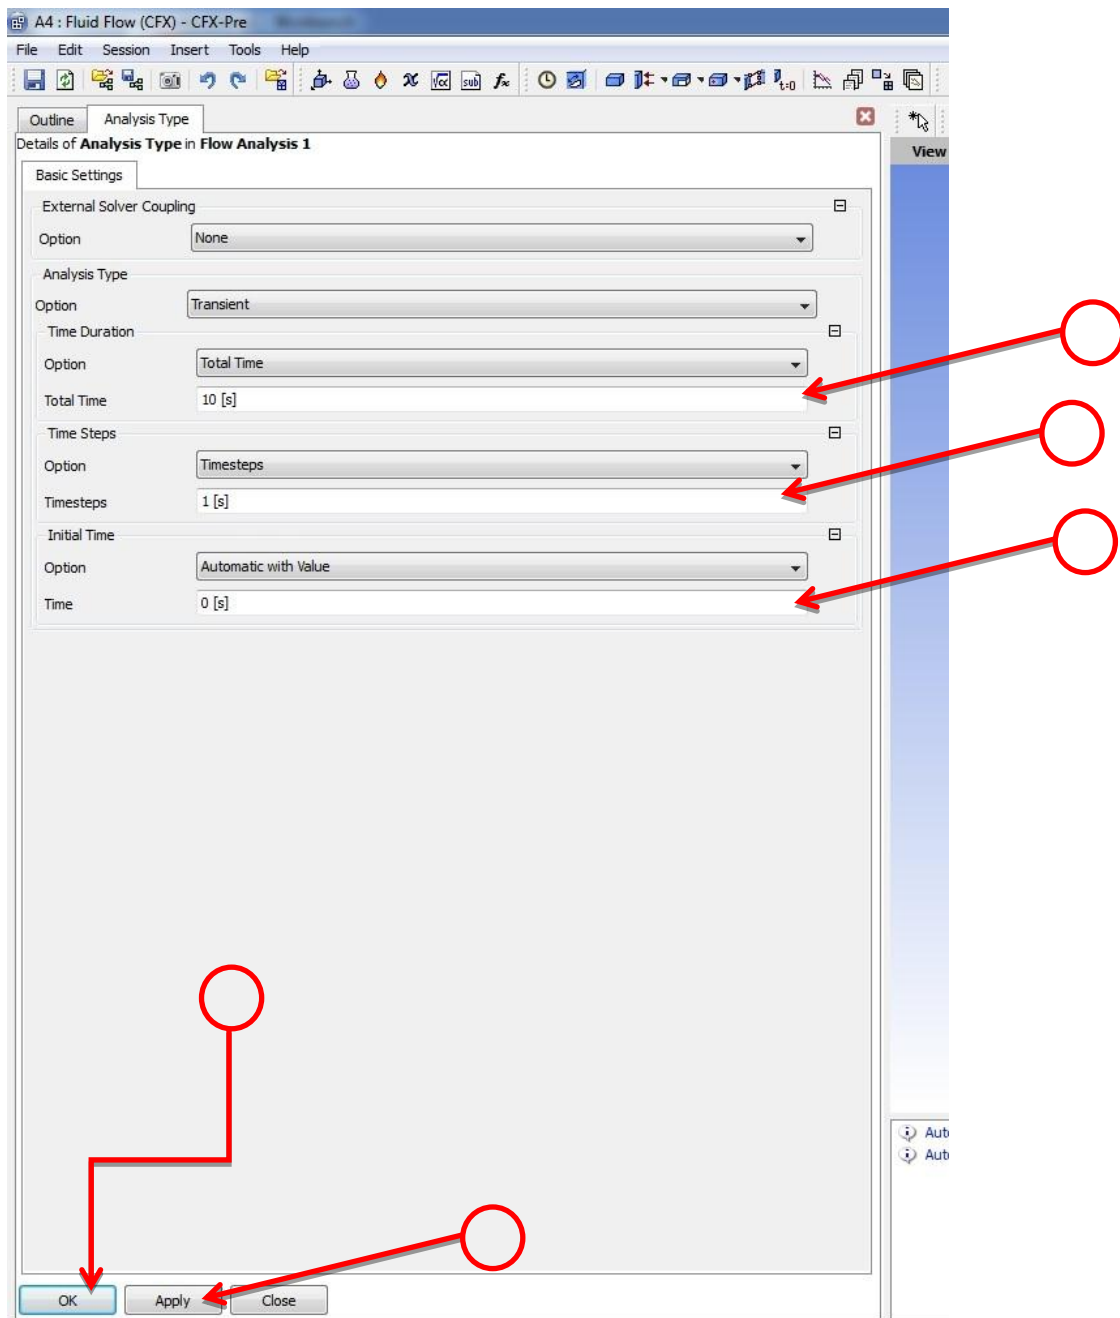 A4 : Fluid Flow (CFX) - CFX-Pre
File Edit Session Insert Tools Help
Outline Analysis Type
Details of Analysis Type in Flow Analysis 1
View
Basic Settings
External Solver Coupling
Option None
Analysis Type
Option Transient
Time Duration
Option Total Time
Total Time 10 [s]
Time Steps
Option Timesteps
Timesteps 1 [s]
Initial Time
Option Automatic with Value
Time 0 [s]
Aut
Aut
OK Apply Close